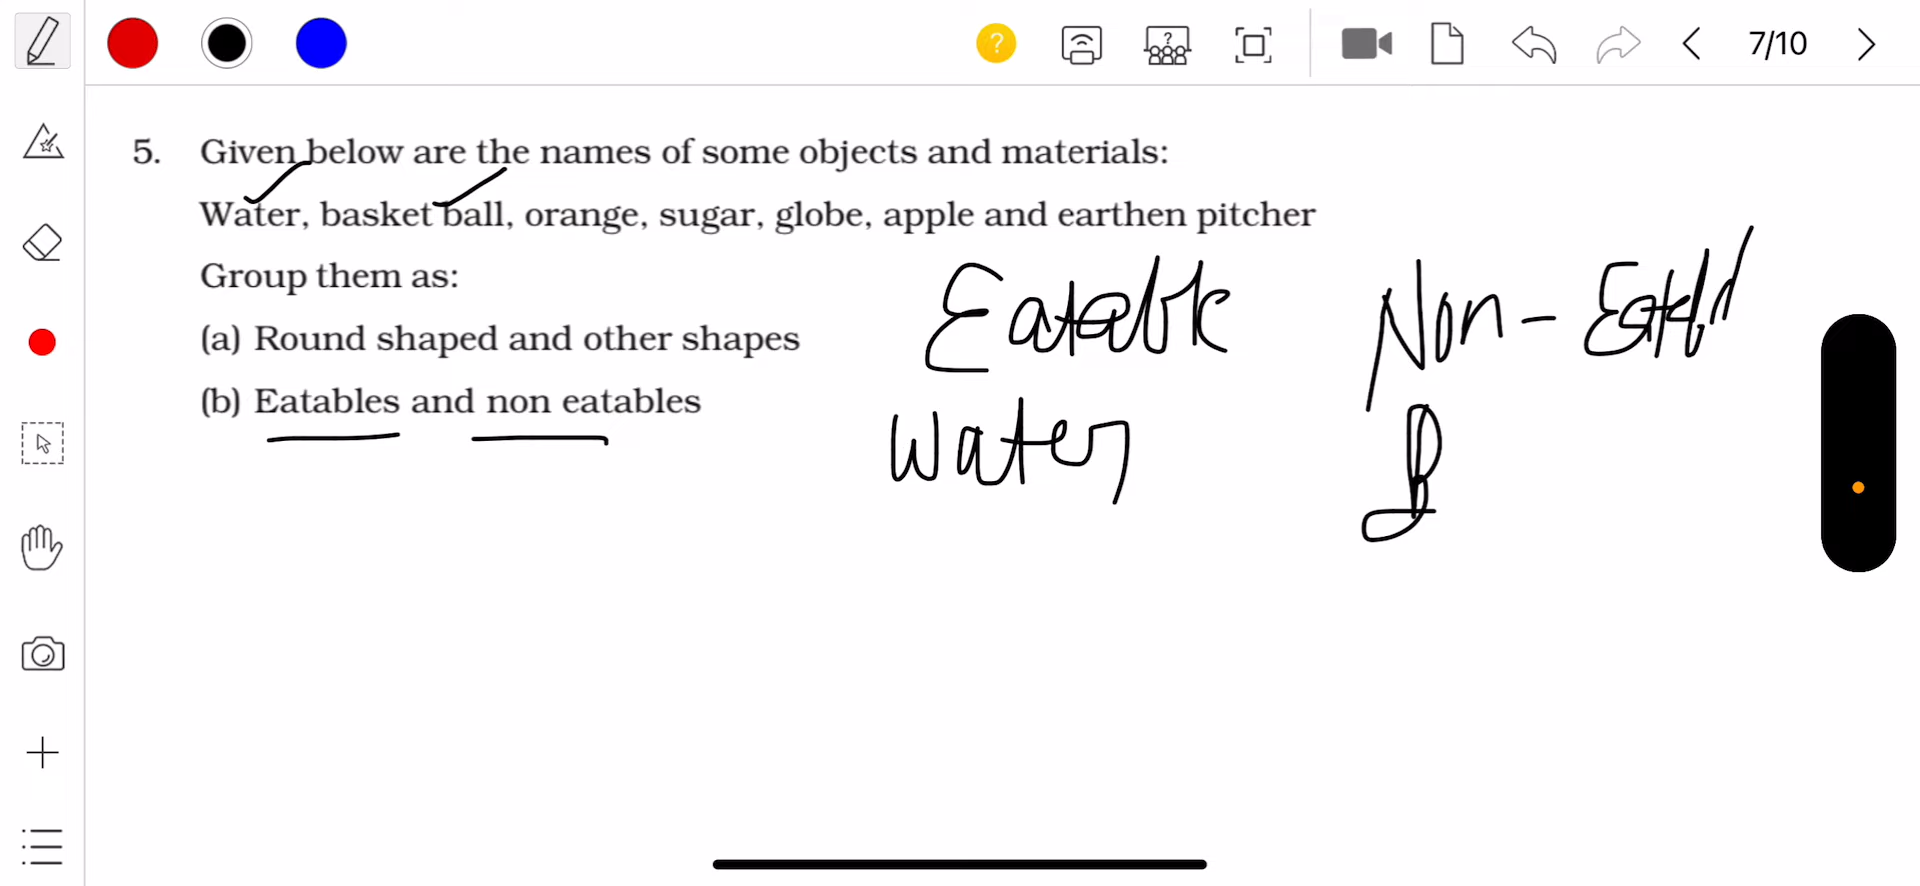 7/10
5. Given below are the names of some objects and materials:
Water, basket ball, orange, sugar, globe, apple and earthen pitcher
Group them as:
(a) Round shaped and other shapes
(b) Eatables and non eatables
Eatable Non-
Water B